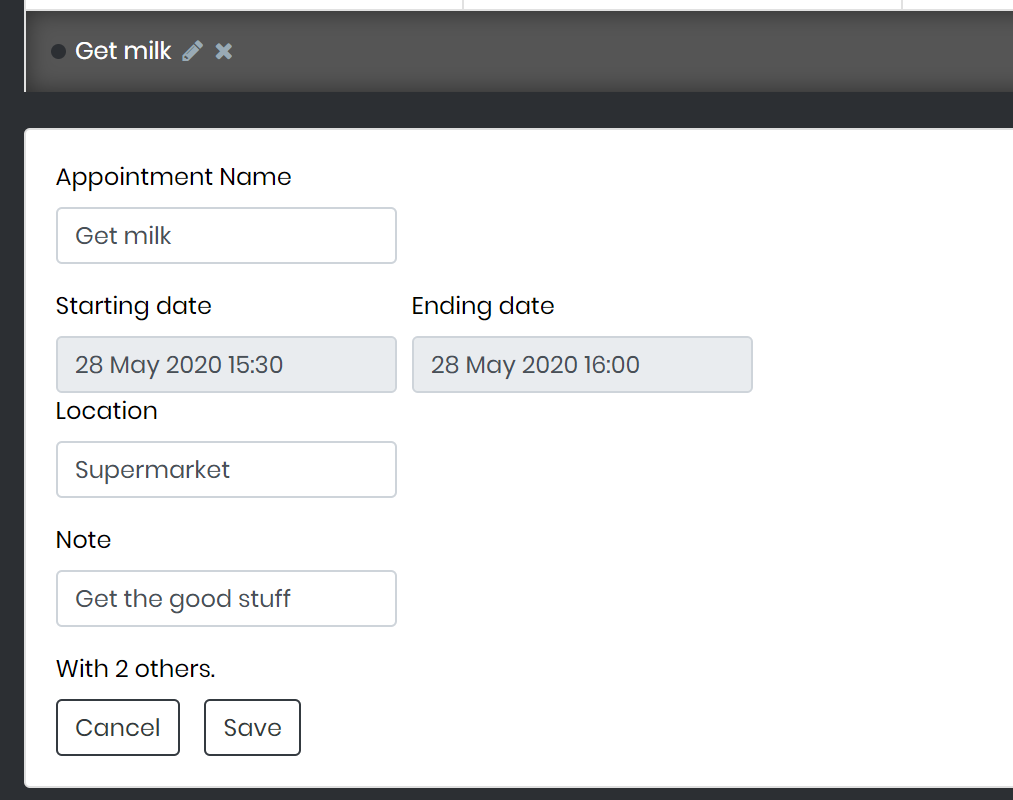 Get milk
Appointment Name
Get milk
Starting date Ending date
28 May 2020 15:30 28 May 2020 16:00
Location
Supermarket
Note
Get the good stuff
With 2 others.
Cancel Save